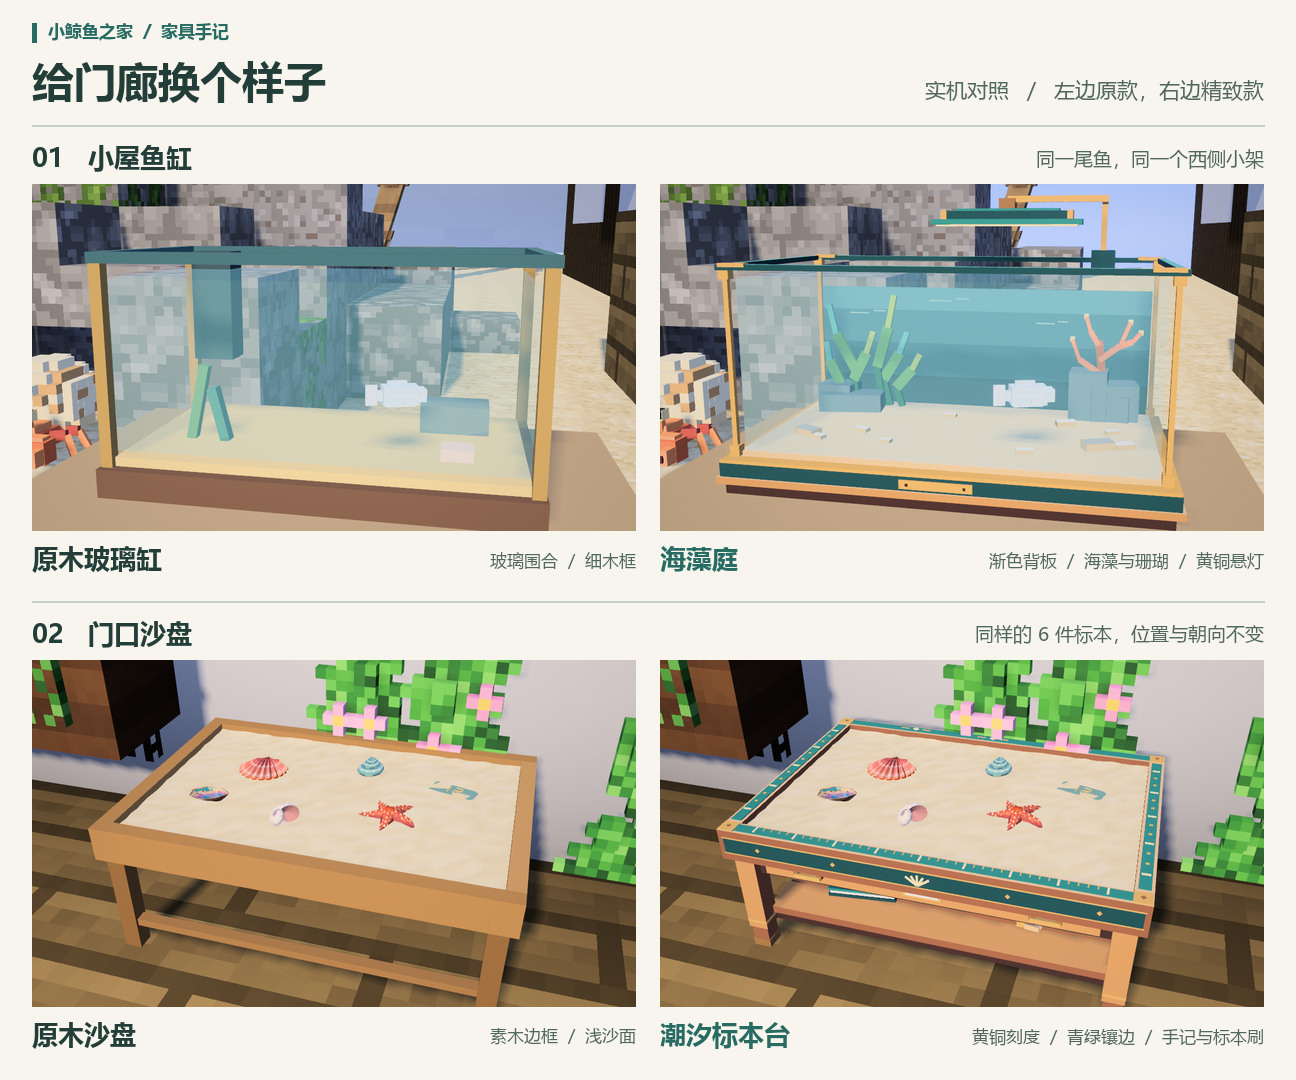 小鲸鱼之家 / 家具手记
给门廊换个样子
实机对照 / 左边原款，右边精致款
01 小屋鱼缸
同一尾鱼，同一个西侧小架
原木玻璃缸
玻璃围合 / 细木框
海藻庭
渐色背板 / 海藻与珊瑚 / 黄铜悬灯
02 门口沙盘
同样的 6 件标本，位置与朝向不变
原木沙盘
素木边框 / 浅沙面
潮汐标本台
黄铜刻度 / 青绿镶边 / 手记与标本刷